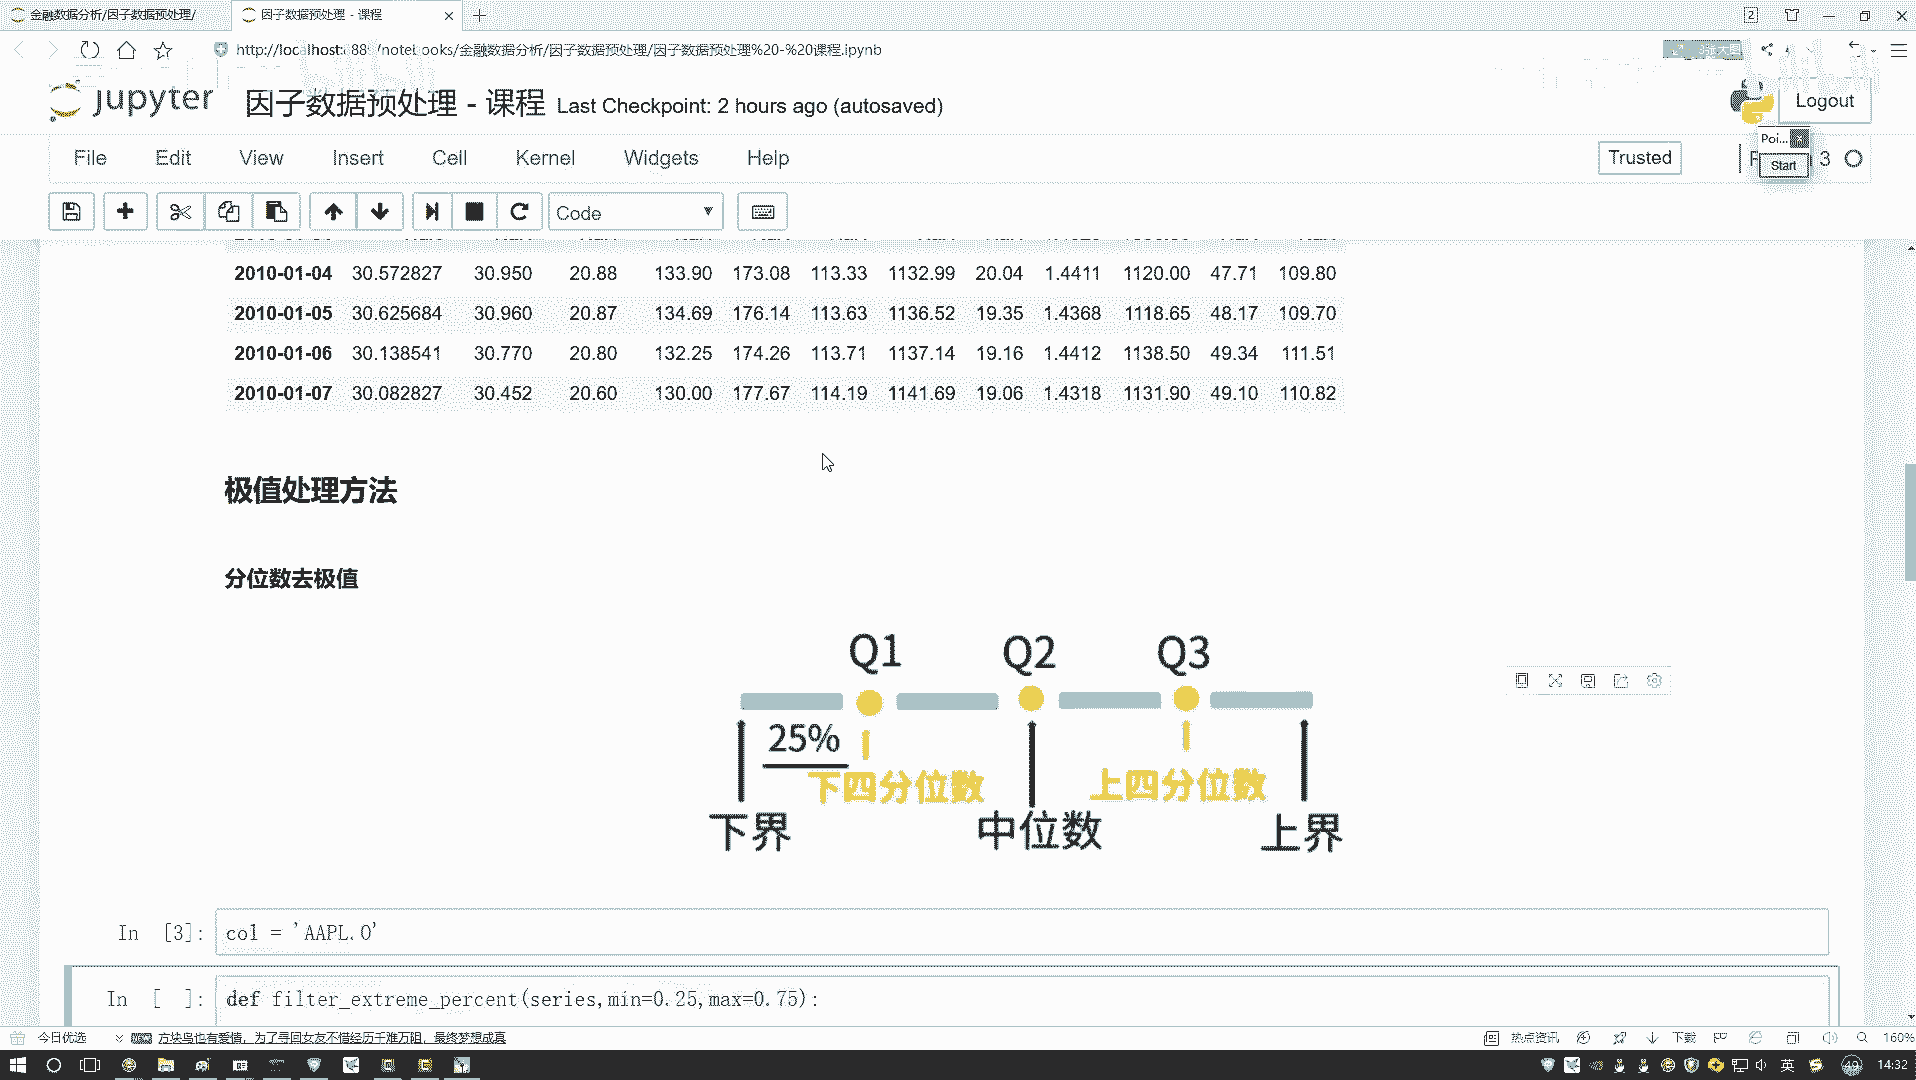 金融数据分析/因子数据预处理/
因子数据预处理 - 课程
2
/notebooks/金融数据分析/因子数据预处理/因子数据预处理%20-%20课程.ipynb
jupyter
因子数据预处理 - 课程 Last Checkpoint: 2 hours ago (autosaved)
Logout
File Edit View Insert Cell Kernel Widgets Help
Trusted
3
Poi...
Start
Code
2010-01-04 30.572827 30.950 20.88 133.90 173.08 113.33 1132.99 20.04 1.4411 1120.00 47.71 109.80
2010-01-05 30.625684 30.960 20.87 134.69 176.14 113.63 1136.52 19.35 1.4368 1118.65 48.17 109.70
2010-01-06 30.138541 30.770 20.80 132.25 174.26 113.71 1137.14 19.16 1.4412 1138.50 49.34 111.51
2010-01-07 30.082827 30.452 20.60 130.00 177.67 114.19 1141.69 19.06 1.4318 1131.90 49.10 110.82
极值处理方法
分位数去极值
Q1 Q2 Q3
25%
下四分位数 上四分位数
下界 中位数 上界
In [3]: col = 'AAPL.O'
In [ ]: def filter_extreme_percent(series,min=0.25,max=0.75):
今日优选
方块鸟也有爱情，为了寻回女友不惜经历千难万阻，最终梦想成真
热点资讯
下载
160%
英
49
14:32